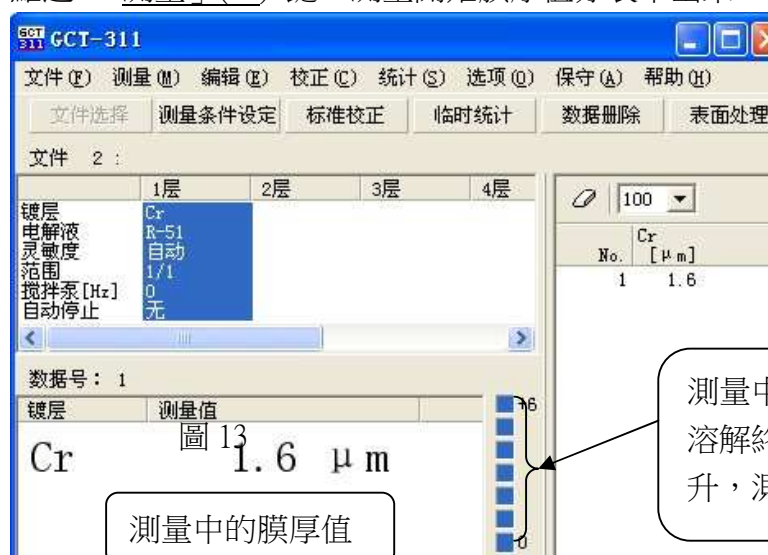 測量
GCT-311
文件(F) 测量(M) 编辑(E) 校正(C) 统计(S) 选项(O) 保守(A) 帮助(H)
文件选择 测量条件设定 标准校正 临时统计 数据删除 表面处理
文件 2 :
1层 2层 3层 4层
镀层 Cr
电解液 R-51
灵敏度 自动
范围 1/1
搅拌泵[Hz] 0
自动停止 无
100
Cr
No. [μm]
1 1.6
数据号: 1
镀层 测量值
圖 13
Cr 1.6 μm
+6
0
測量中的膜厚值
測量中
溶解終
升，測